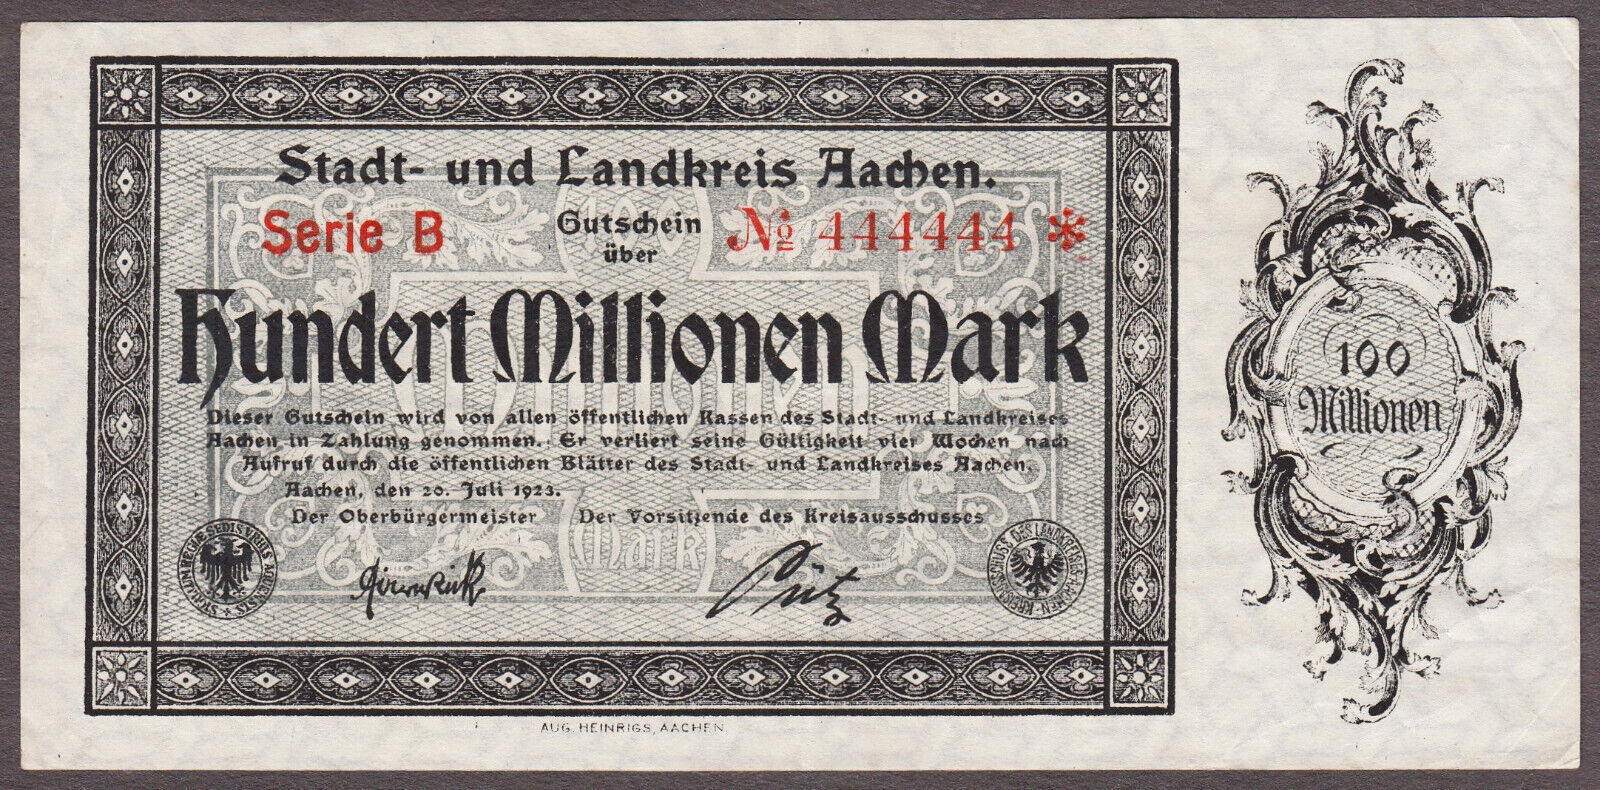 Stadt- und Landkreis Aachen.
Serie B
Gutschein
über
№ 444444 *
Hundert Millionen Mark
Dieser Gutschein wird von allen öffentlichen Kassen des Stadt- und Landkreises
Aachen in Zahlung genommen. Er verliert seine Gültigkeit vier Wochen nach
Aufruf durch die öffentlichen Blätter des Stadt- und Landkreises Aachen.
Aachen, den 20. Juli 1923.
Der Oberbürgermeister Der Vorsitzende des Kreisausschusses
Mark
Pütz
AUG. HEINRIGS, AACHEN.
100
Millionen